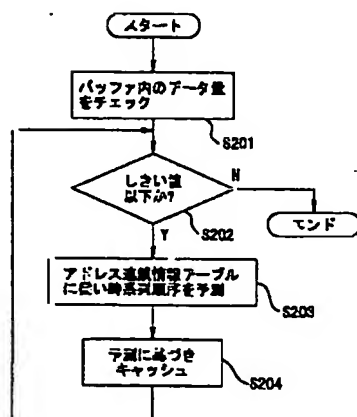 スタート
バッファ内のデータ量
をチェック
S201
しきい値
以下か?
N
S202
エンド
Y
アドレス連鎖情報テーブル
に従い時系列順序を予測
S203
予測に基づき
キャッシュ
S204